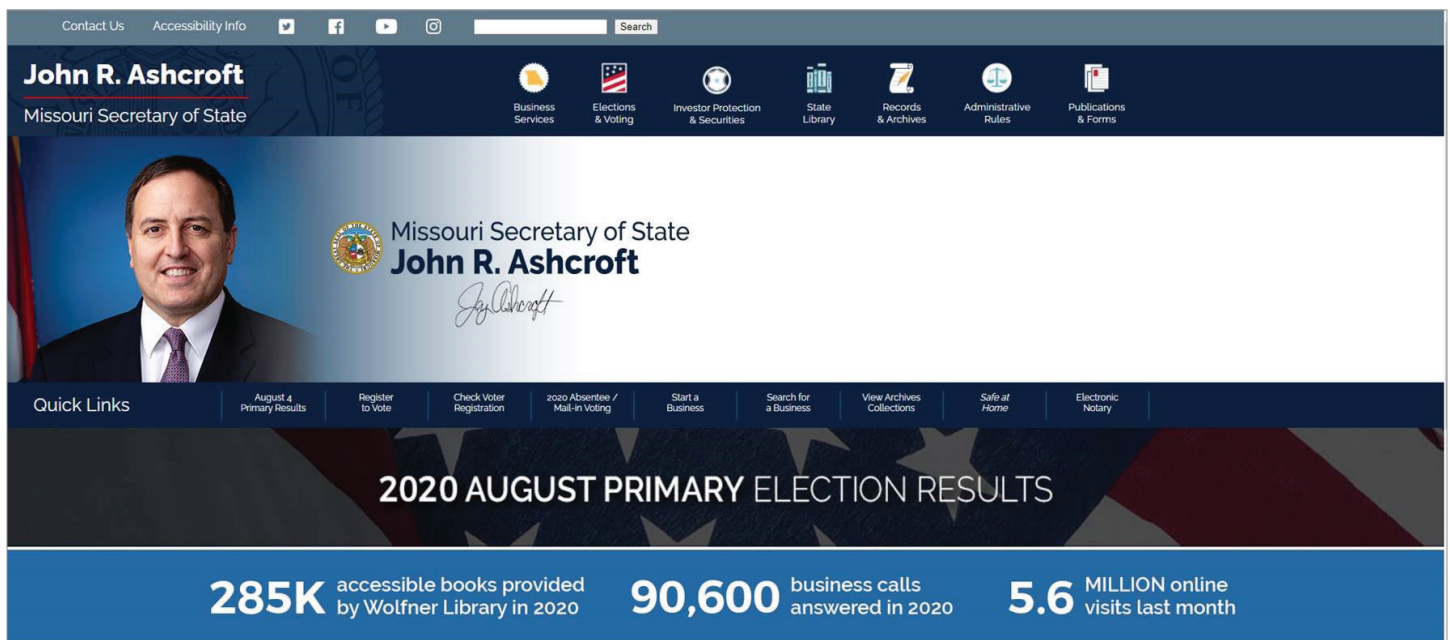 Contact Us Accessibility Info Search
John R. Ashcroft
Missouri Secretary of State
Business
Services
Elections
& Voting
Investor Protection
& Securities
State
Library
Records
& Archives
Administrative
Rules
Publications
& Forms
Missouri Secretary of State
John R. Ashcroft
Jay Ashcroft
Quick Links
August 4
Primary Results
Register
to Vote
Check Voter
Registration
2020 Absentee /
Mail-in Voting
Start a
Business
Search for
a Business
View Archives
Collections
Safe at
Home
Electronic
Notary
2020 AUGUST PRIMARY ELECTION RESULTS
285K accessible books provided
by Wolfner Library in 2020
90,600 business calls
answered in 2020
5.6 MILLION online
visits last month